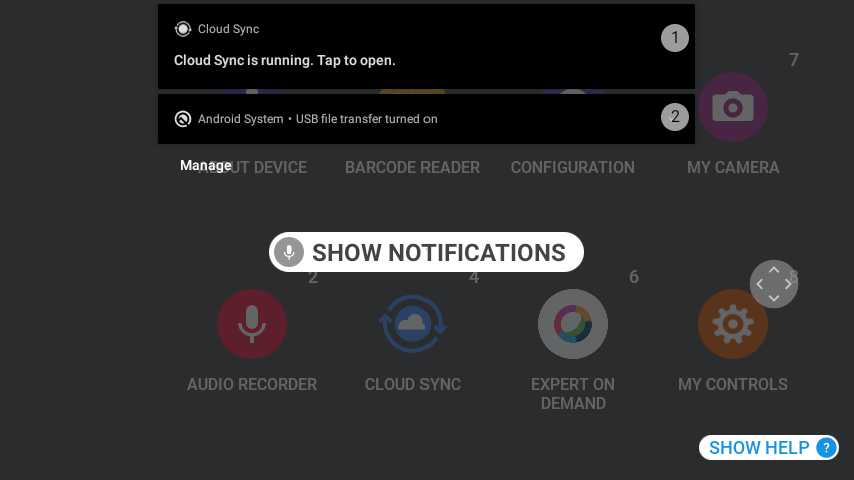 Cloud Sync
1
Cloud Sync is running. Tap to open.
7
Android System • USB file transfer turned on
2
Manage
ABOUT DEVICE
BARCODE READER
CONFIGURATION
MY CAMERA
SHOW NOTIFICATIONS
2
4
6
8
AUDIO RECORDER
CLOUD SYNC
EXPERT ON
DEMAND
MY CONTROLS
SHOW HELP ?